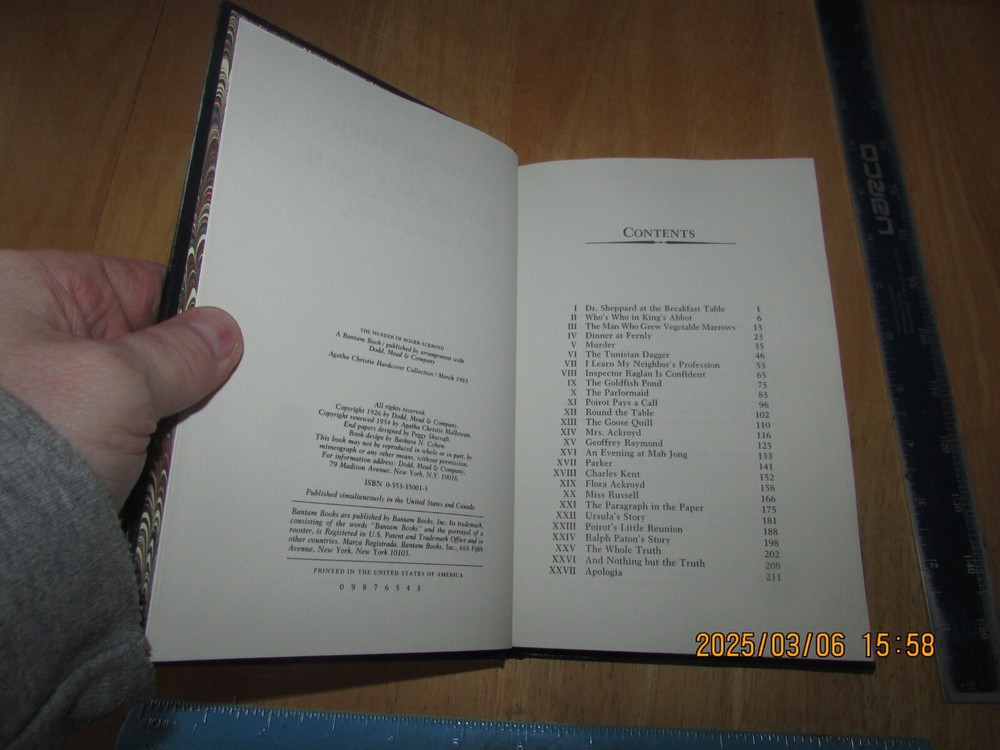 THE MURDER OF ROGER ACKROYD
A Bantam Book / published by arrangement with
Dodd, Mead & Company
Agatha Christie Hardcover Collection / March 1983
All rights reserved.
Copyright 1926 by Dodd, Mead & Company.
Copyright renewed 1954 by Agatha Christie Mallowan.
End papers designed by Peggy Skycraft.
Book design by Barbara N. Cohen.
This book may not be reproduced in whole or in part, by
mimeograph or any other means, without permission.
For information address: Dodd, Mead & Company,
79 Madison Avenue, New York, N.Y. 10016.
ISBN 0-553-35001-3
Published simultaneously in the United States and Canada
Bantam Books are published by Bantam Books, Inc. Its trademark,
consisting of the words "Bantam Books" and the portrayal of a
rooster, is Registered in U.S. Patent and Trademark Office and in
other countries. Marca Registrada. Bantam Books, Inc., 666 Fifth
Avenue, New York, New York 10103.
PRINTED IN THE UNITED STATES OF AMERICA
0 9 8 7 6 5 4 3
CONTENTS
I Dr. Sheppard at the Breakfast Table 1
II Who's Who in King's Abbot 6
III The Man Who Grew Vegetable Marrows 13
IV Dinner at Fernly 23
V Murder 35
VI The Tunisian Dagger 46
VII I Learn My Neighbor's Profession 53
VIII Inspector Raglan Is Confident 65
IX The Goldfish Pond 75
X The Parlormaid 83
XI Poirot Pays a Call 96
XII Round the Table 102
XIII The Goose Quill 110
XIV Mrs. Ackroyd 116
XV Geoffrey Raymond 125
XVI An Evening at Mah Jong 133
XVII Parker 141
XVIII Charles Kent 152
XIX Flora Ackroyd 158
XX Miss Russell 166
XXI The Paragraph in the Paper 175
XXII Ursula's Story 181
XXIII Poirot's Little Reunion 188
XXIV Ralph Paton's Story 198
XXV The Whole Truth 202
XXVI And Nothing but the Truth 208
XXVII Apologia 211
2025/03/06 15:58